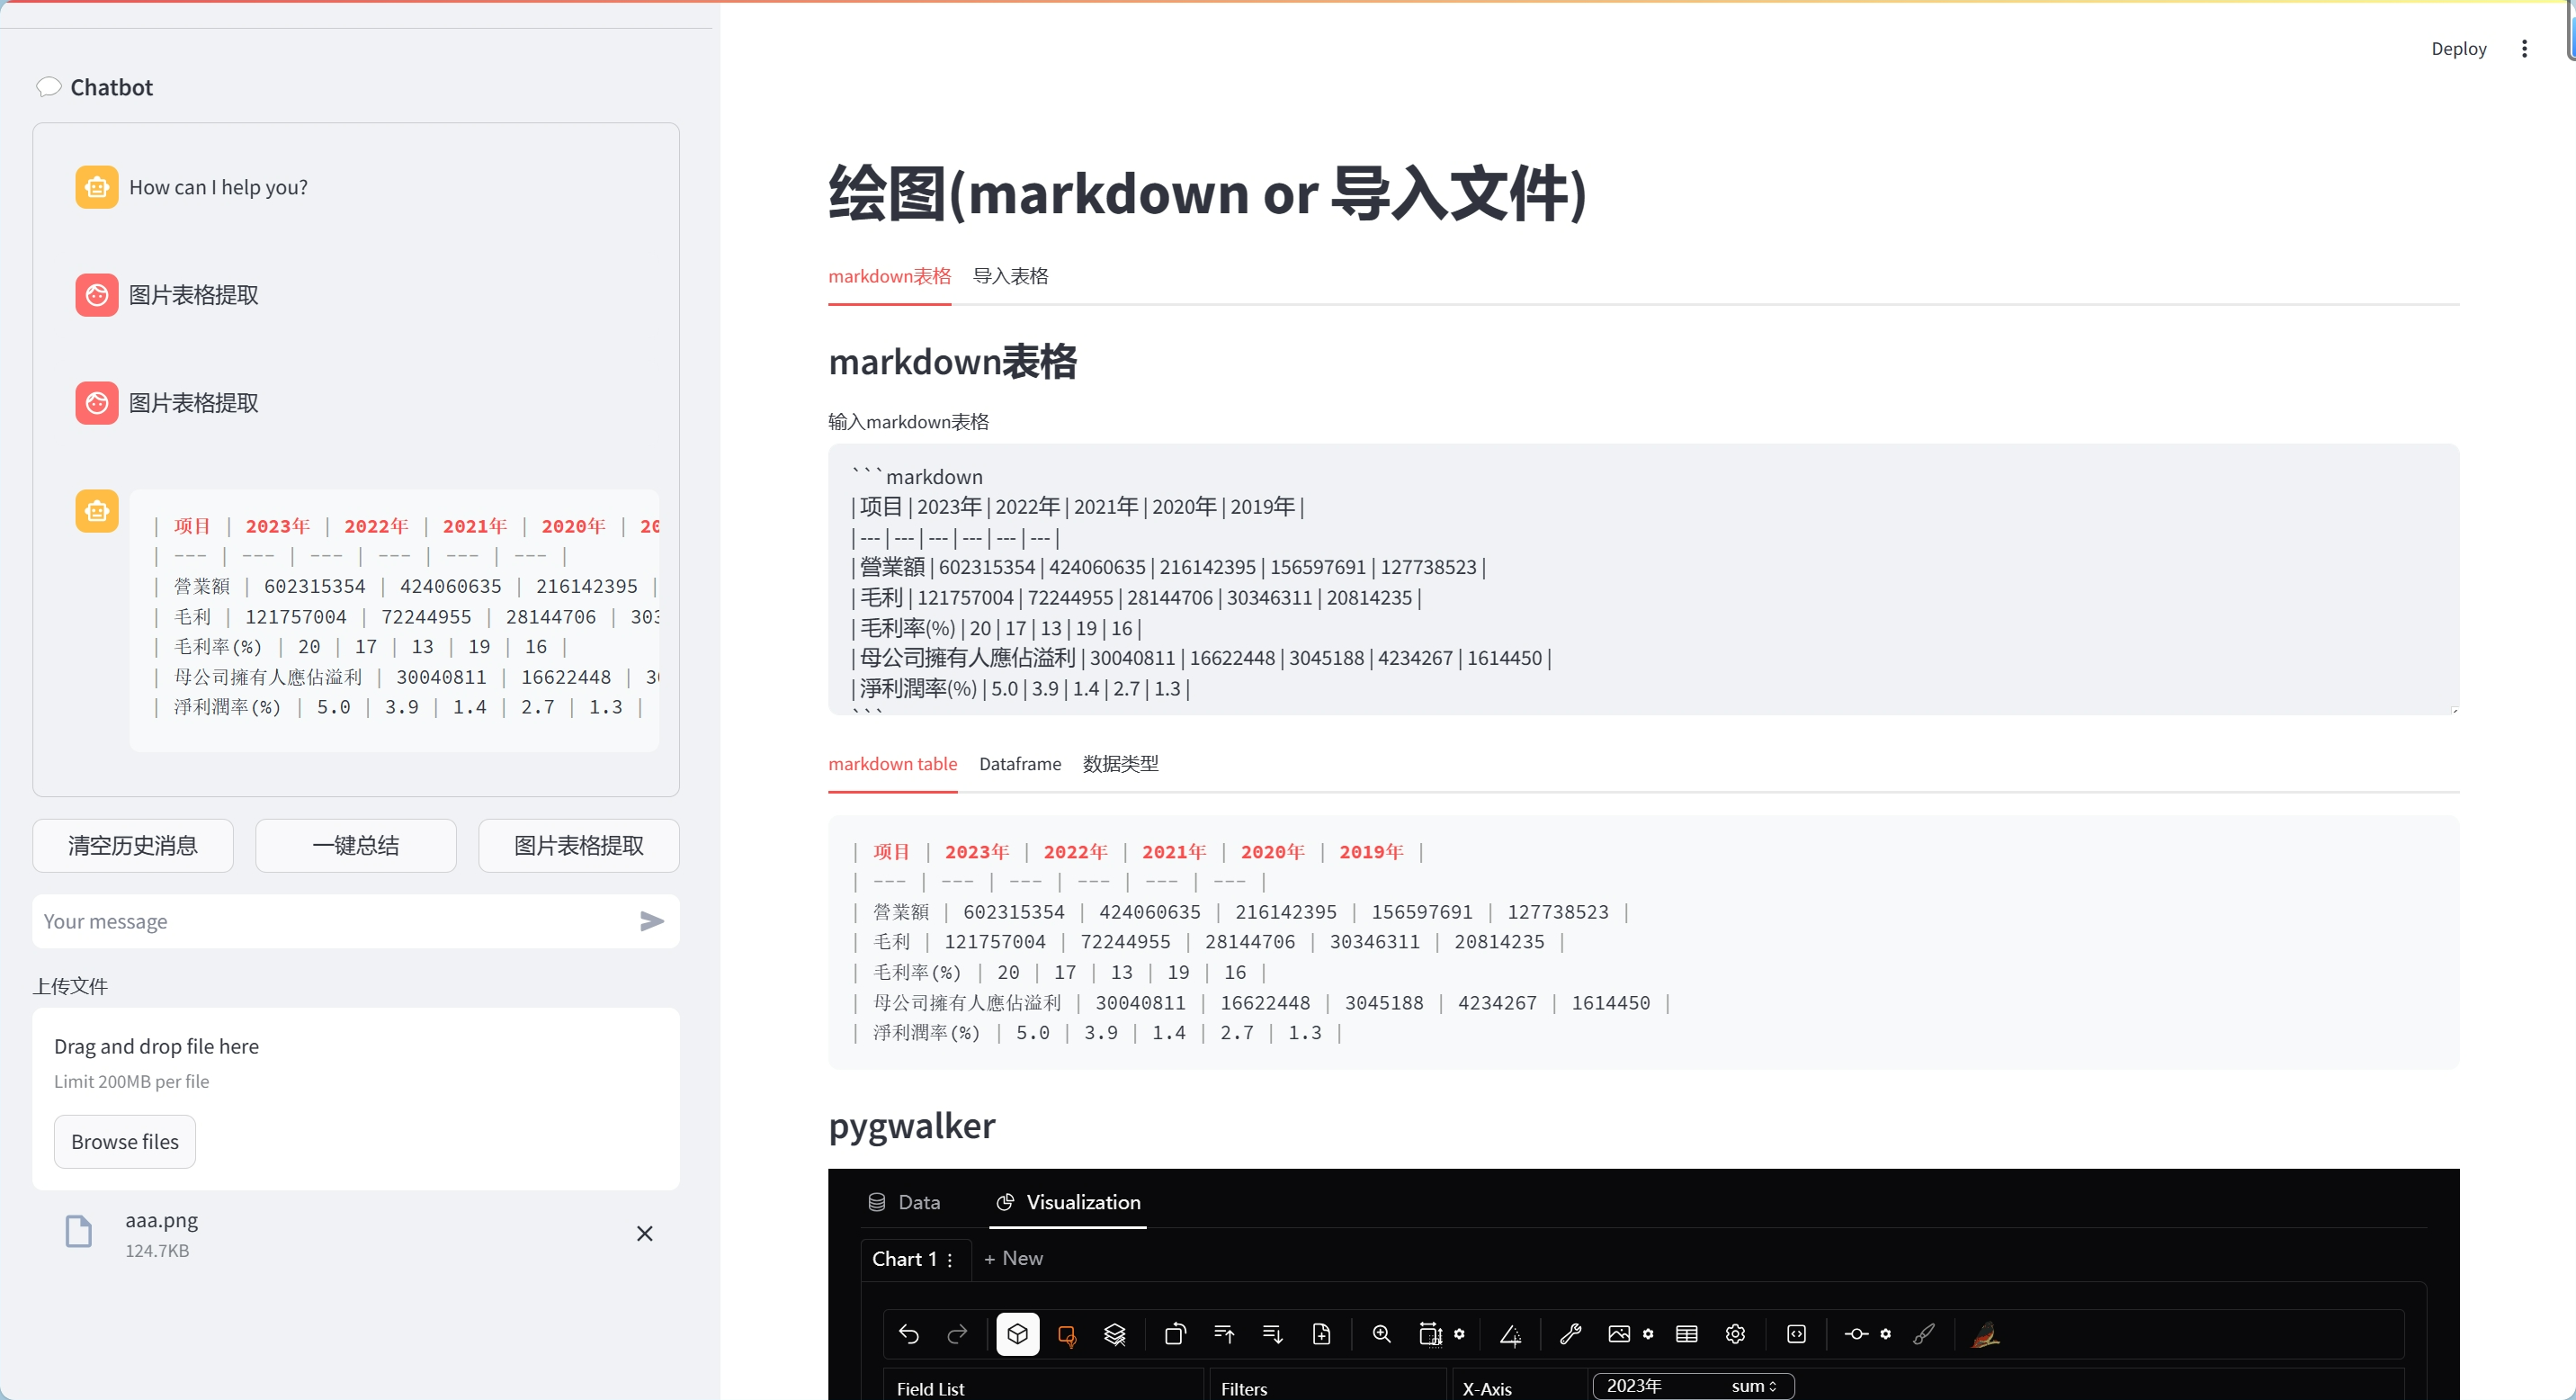 Chatbot
How can I help you?
图片表格提取
图片表格提取
| 项目 | 2023年 | 2022年 | 2021年 | 2020年 | 20
| --- | --- | --- | --- | --- | --- |
| 營業額 | 602315354 | 424060635 | 216142395 |
| 毛利 | 121757004 | 72244955 | 28144706 | 303
| 毛利率(%) | 20 | 17 | 13 | 19 | 16 |
| 母公司擁有人應佔溢利 | 30040811 | 16622448 | 30
| 淨利潤率(%) | 5.0 | 3.9 | 1.4 | 2.7 | 1.3 |
清空历史消息
一键总结
图片表格提取
Your message
上传文件
Drag and drop file here
Limit 200MB per file
Browse files
aaa.png
124.7KB
Deploy
绘图(markdown or 导入文件)
markdown表格 导入表格
markdown表格
输入markdown表格
```markdown
| 项目 | 2023年 | 2022年 | 2021年 | 2020年 | 2019年 |
| --- | --- | --- | --- | --- | --- |
| 營業額 | 602315354 | 424060635 | 216142395 | 156597691 | 127738523 |
| 毛利 | 121757004 | 72244955 | 28144706 | 30346311 | 20814235 |
| 毛利率(%) | 20 | 17 | 13 | 19 | 16 |
| 母公司擁有人應佔溢利 | 30040811 | 16622448 | 3045188 | 4234267 | 1614450 |
| 淨利潤率(%) | 5.0 | 3.9 | 1.4 | 2.7 | 1.3 |
```
markdown table Dataframe 数据类型
| 项目 | 2023年 | 2022年 | 2021年 | 2020年 | 2019年 |
| --- | --- | --- | --- | --- | --- |
| 營業額 | 602315354 | 424060635 | 216142395 | 156597691 | 127738523 |
| 毛利 | 121757004 | 72244955 | 28144706 | 30346311 | 20814235 |
| 毛利率(%) | 20 | 17 | 13 | 19 | 16 |
| 母公司擁有人應佔溢利 | 30040811 | 16622448 | 3045188 | 4234267 | 1614450 |
| 淨利潤率(%) | 5.0 | 3.9 | 1.4 | 2.7 | 1.3 |
pygwalker
Data Visualization
Chart 1 + New
Field List Filters X-Axis 2023年 sum